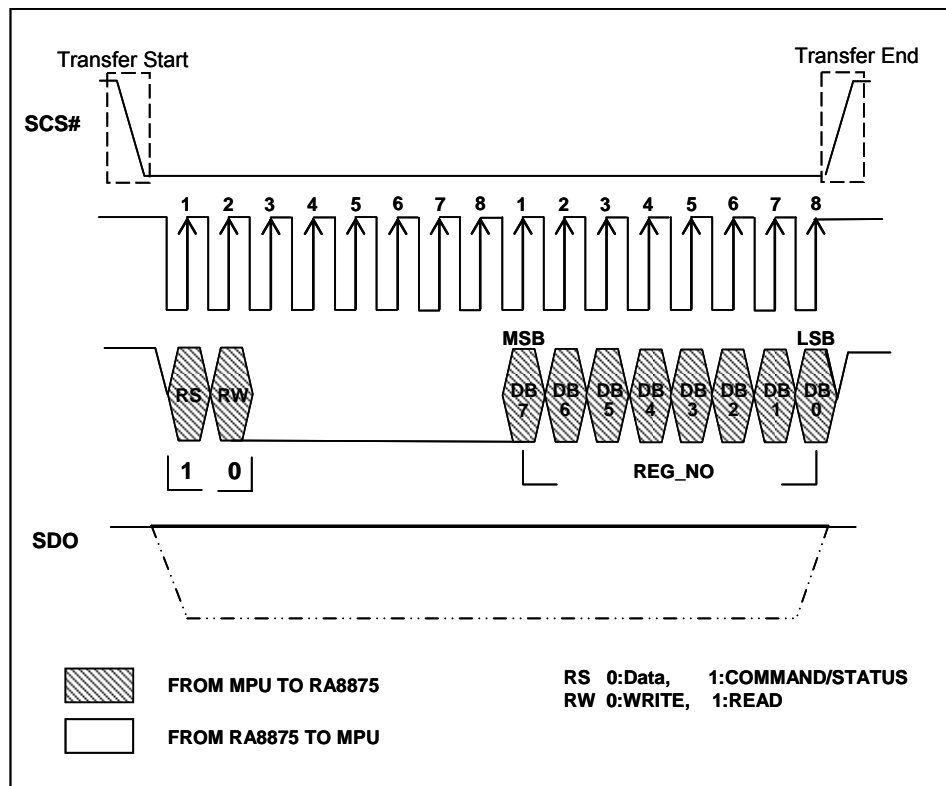 Transfer Start
Transfer End
SCS#
1 2 3 4 5 6 7 8 1 2 3 4 5 6 7 8
MSB LSB
RS RW DB 7 DB 6 DB 5 DB 4 DB 3 DB 2 DB 1 DB 0
1 0
REG_NO
SDO
FROM MPU TO RA8875
RS 0:Data, 1:COMMAND/STATUS
RW 0:WRITE, 1:READ
FROM RA8875 TO MPU